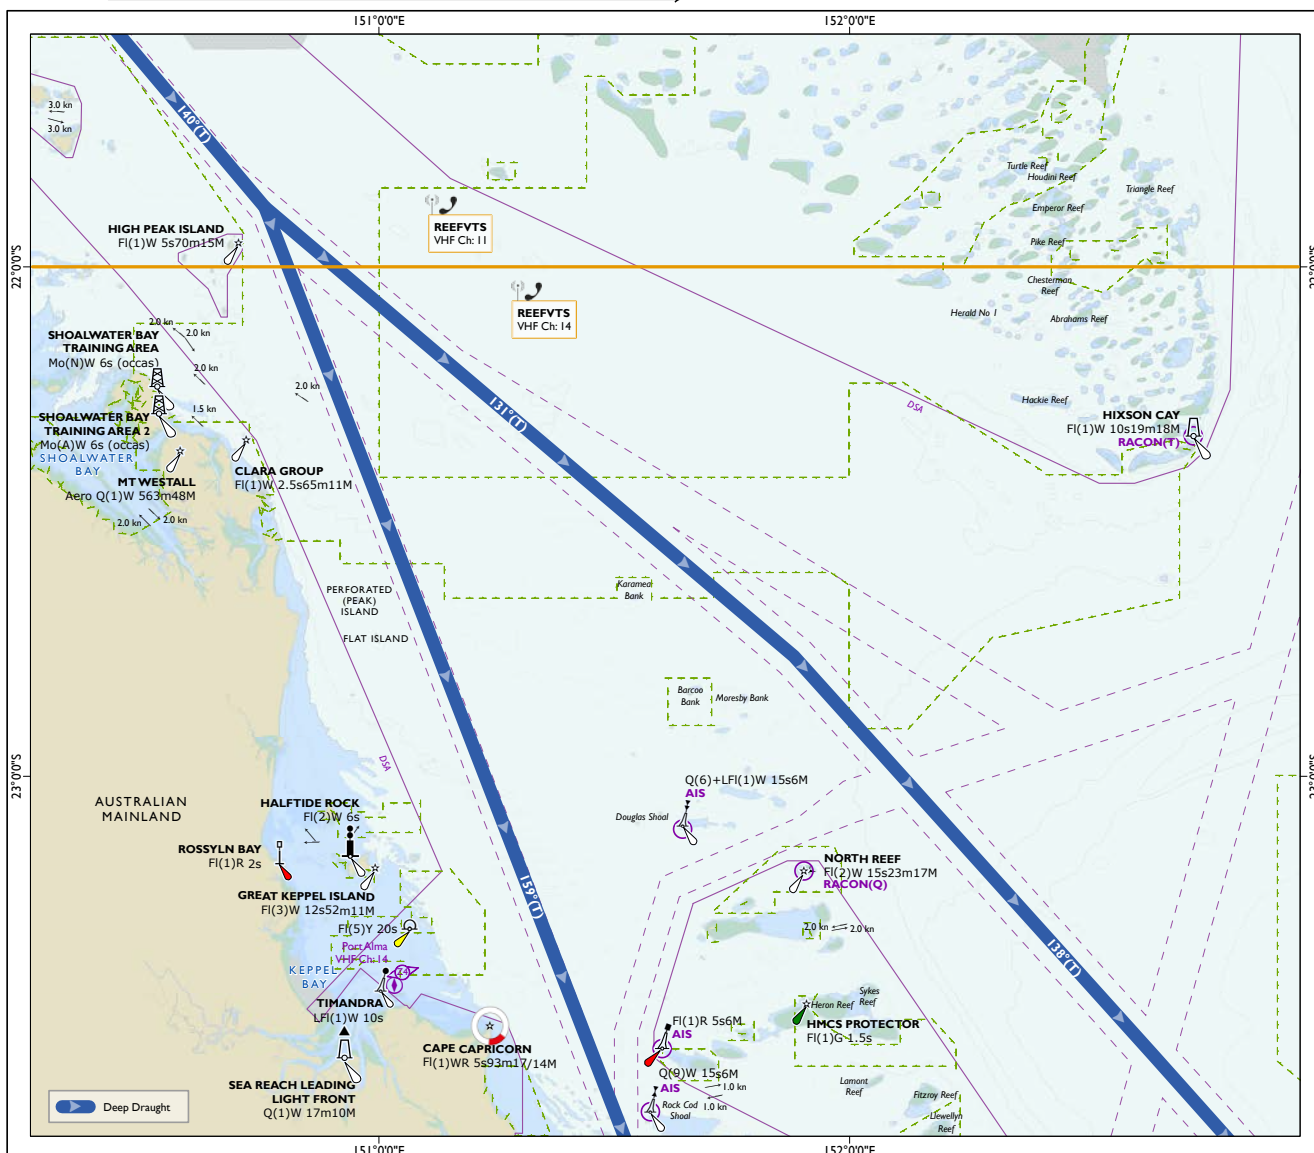 151°0'0"E
152°0'0"E
3.0 kn
3.0 kn
140°(T)
HIGH PEAK ISLAND
Fl(1)W 5s70m15M
REEFVTS
VHF Ch: 11
REEFVTS
VHF Ch: 14
22°0'0"S
22°0'0"S
Turtle Reef
Houdini Reef
Triangle Reef
Emperor Reef
Pike Reef
Chesterman
Reef
Herald No 1
Abrahams Reef
Hackie Reef
HIXSON CAY
Fl(1)W 10s19m18M
RACON(T)
DSA
SHOALWATER BAY
TRAINING AREA
Mo(N)W 6s (occas)
2.0 kn
2.0 kn
2.0 kn
2.0 kn
1.5 kn
SHOALWATER BAY
TRAINING AREA 2
Mo(A)W 6s (occas)
SHOALWATER
BAY
MT WESTALL
Aero Q(1)W 563m48M
CLARA GROUP
Fl(1)W 2.5s65m11M
2.0 kn
2.0 kn
131°(T)
PERFORATED
(PEAK)
ISLAND
FLAT ISLAND
Karamea
Bank
Barcoo
Bank
Moresby Bank
DSA
23°0'0"S
23°0'0"S
AUSTRALIAN
MAINLAND
HALFTIDE ROCK
Fl(2)W 6s
ROSSYLN BAY
Fl(1)R 2s
GREAT KEPPEL ISLAND
Fl(3)W 12s52m11M
Fl(5)Y 20s
Port Alma
VHF Ch:14
24
KEPPEL
BAY
TIMANDRA
LFl(1)W 10s
SEA REACH LEADING
LIGHT FRONT
Q(1)W 17m10M
CAPE CAPRICORN
Fl(1)WR 5s93m17/14M
159°(T)
Q(6)+LFl(1)W 15s6M
AIS
Douglas Shoal
NORTH REEF
Fl(2)W 15s23m17M
RACON(Q)
2.0 kn
2.0 kn
138°(T)
Sykes
Reef
Heron Reef
HMCS PROTECTOR
Fl(1)G 1.5s
Fl(1)R 5s6M
AIS
Q(9)W 15s6M
AIS
1.0 kn
1.0 kn
Rock Cod
Shoal
Lamont
Reef
Fitzroy Reef
Llewellyn
Reef
Deep Draught
151°0'0"E
152°0'0"E